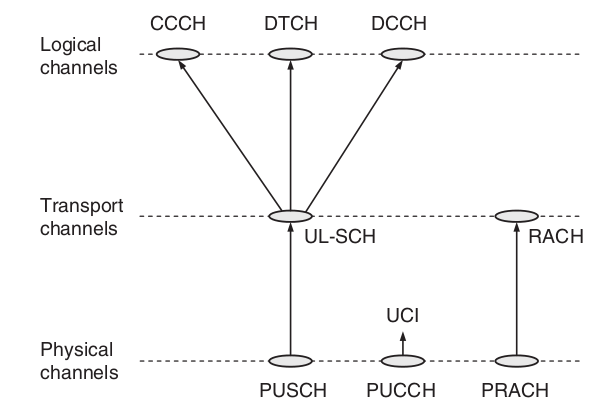 CCCH DTCH DCCH
Logical
channels
Transport
channels
UL-SCH RACH
UCI
Physical
channels
PUSCH PUCCH PRACH